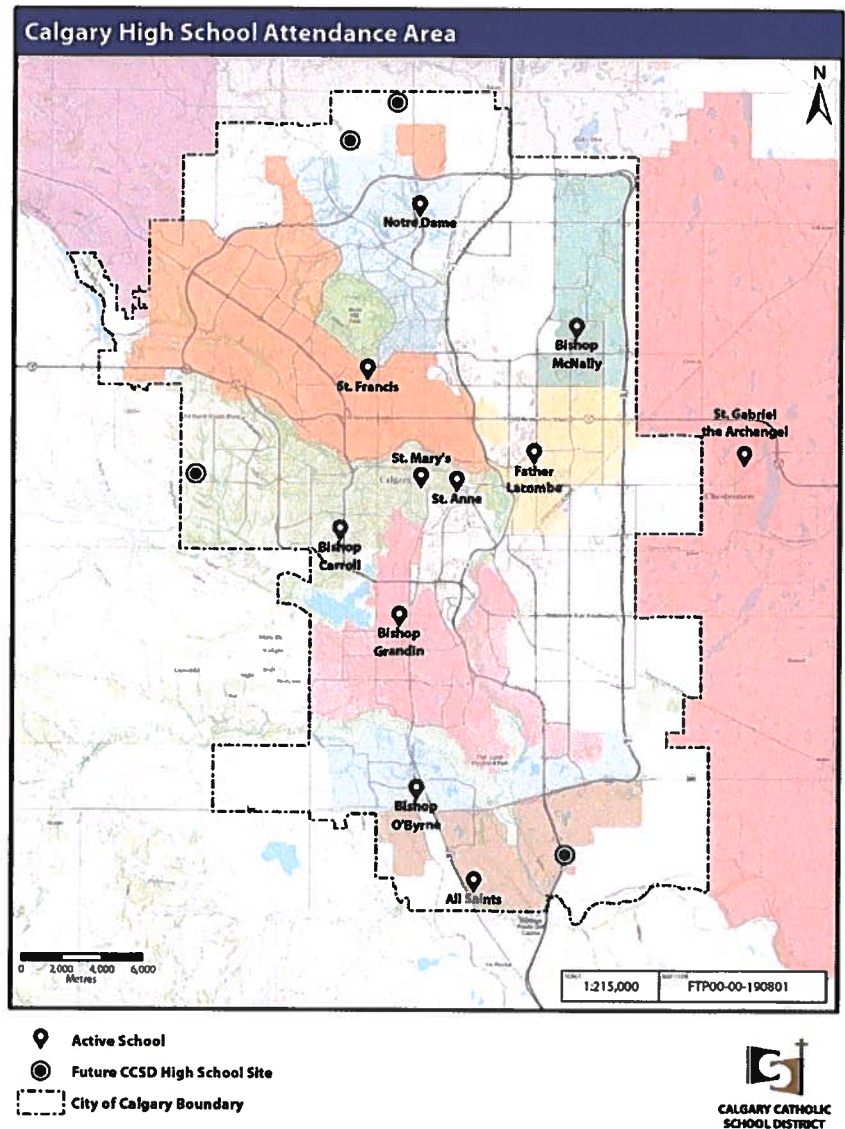 Calgary High School Attendance Area
N
Notre Dame
Bishop
McNally
St. Francis
St. Gabriel
the Archangel
St. Mary's
Father
Lacombe
St. Anne
Bishop
Carroll
Bishop
Grandin
Bishop
O'Byrne
All Saints
0 2,000 4,000 6,000
Metres
1:215,000
FTP00-00-190801
Active School
Future CCSD High School Site
City of Calgary Boundary
CALGARY CATHOLIC
SCHOOL DISTRICT